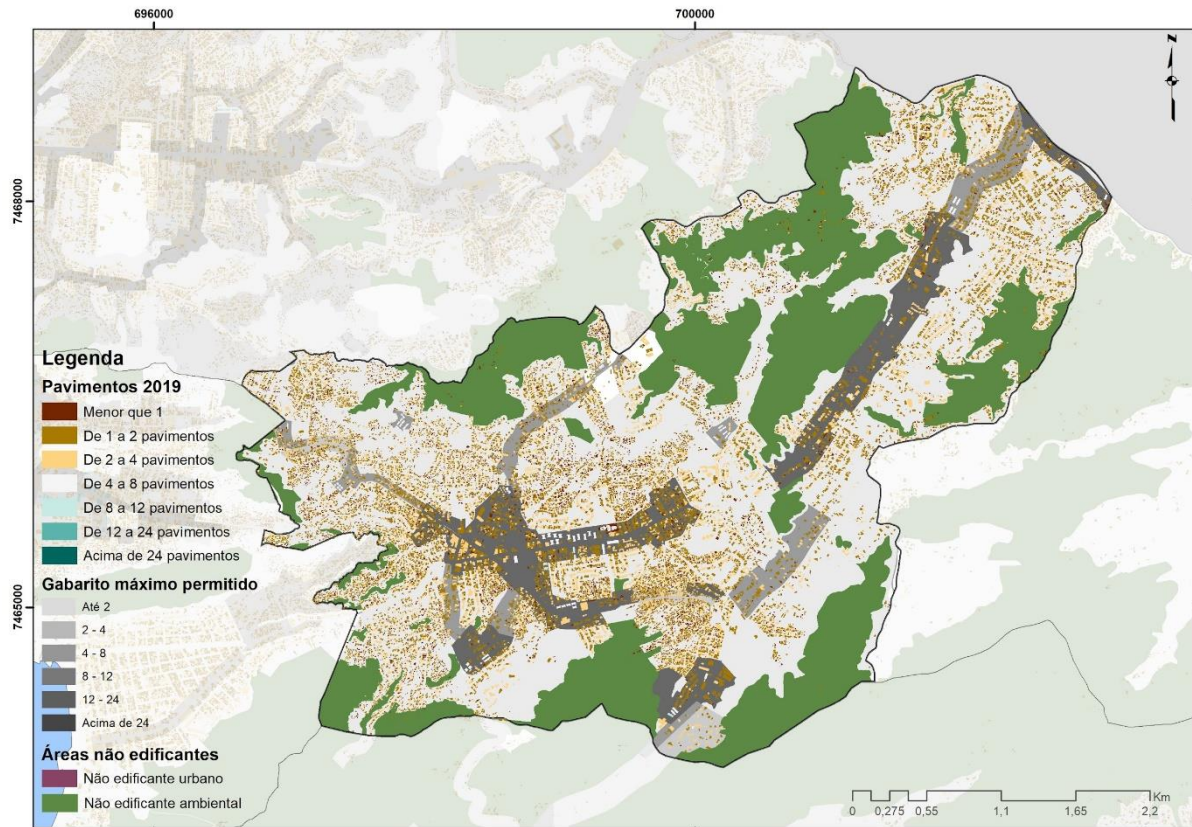 696000
700000
z
7468000
7465000
Legenda
Pavimentos 2019
Menor que 1
De 1 a 2 pavimentos
De 2 a 4 pavimentos
De 4 a 8 pavimentos
De 8 a 12 pavimentos
De 12 a 24 pavimentos
Acima de 24 pavimentos
Gabarito máximo permitido
Até 2
2 - 4
4 - 8
8 - 12
12 - 24
Acima de 24
Áreas não edificantes
Não edificante urbano
Não edificante ambiental
Km
0 0,275 0,55 1,1 1,65 2,2